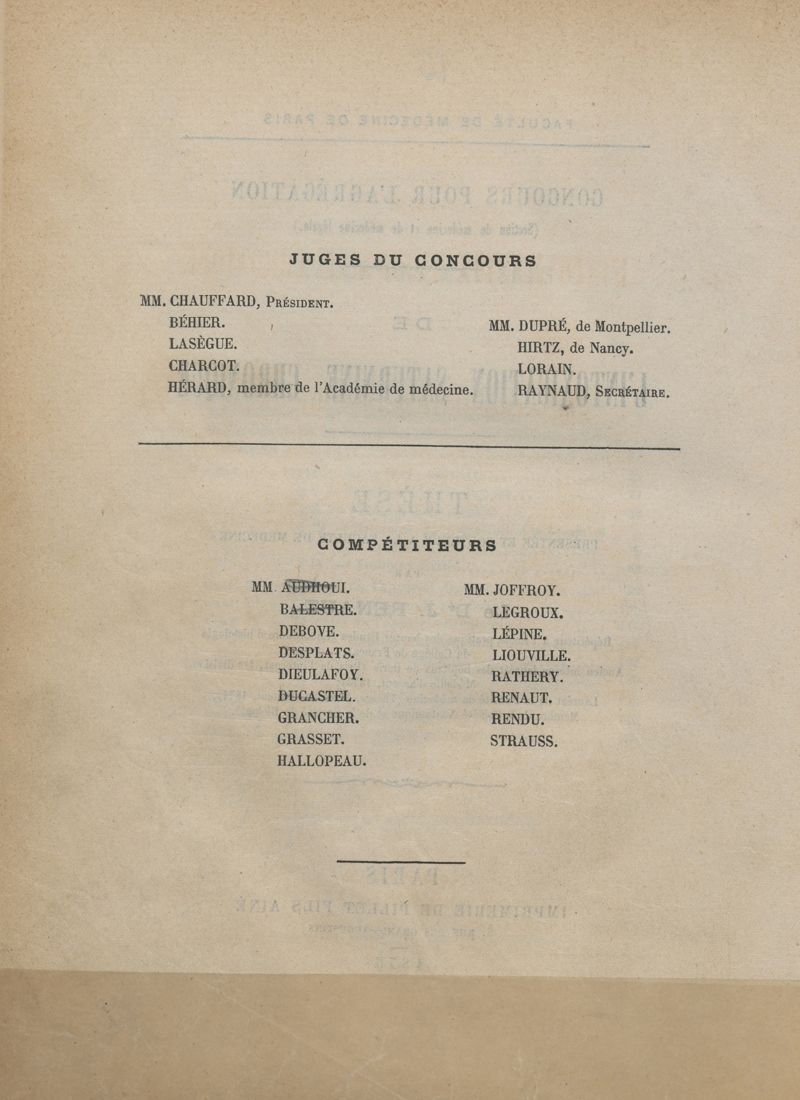 JUGES DU CONCOURS
MM. CHAUFFARD, PRÉSIDENT.
BÉHIER.
LASÈGUE.
CHARCOT.
HÉRARD, membre de l'Académie de médecine.
MM. DUPRÉ, de Montpellier.
HIRTZ, de Nancy.
LORAIN.
RAYNAUD, SECRÉTAIRE.
COMPÉTITEURS
MM. AUDHOUI.
BALESTRE.
DEBOVE.
DESPLATS.
DIEULAFOY.
DUCASTEL.
GRANCHER.
GRASSET.
HALLOPEAU.
MM. JOFFROY.
LEGROUX.
LÉPINE.
LIOUVILLE.
RATHERY.
RENAUT.
RENDU.
STRAUSS.